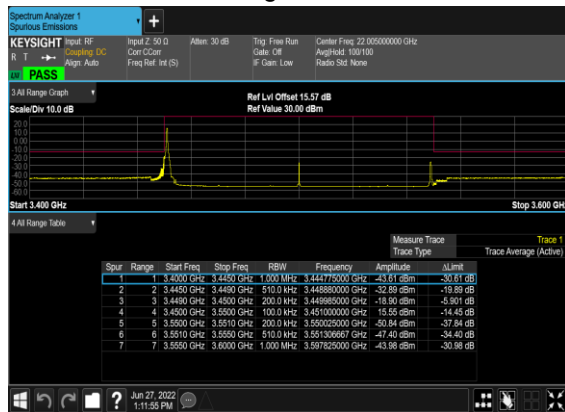 Spectrum Analyzer 1
Spurious Emissions
+
KEYSIGHT Input: RF
R T Coupling: DC
Align: Auto
Input Z: 50 Ω
Corr CCorr
Freq Ref: Int (S)
Atten: 30 dB
Trig: Free Run
Gate: Off
IF Gain: Low
Center Freq: 22.005000000 GHz
Avg|Hold: 100/100
Radio Std: None
PASS
3 All Range Graph
Scale/Div 10.0 dB
Ref Lvl Offset 15.57 dB
Ref Value 30.00 dBm
20.0
10.0
0.00
-10.0
-20.0
-30.0
-40.0
-50.0
-60.0
Start 3.400 GHz
Stop 3.600 GH
4 All Range Table
Measure Trace Trace 1
Trace Type Trace Average (Active)
Spur Range Start Freq Stop Freq RBW Frequency Amplitude ΔLimit
1 1 3.4000 GHz 3.4450 GHz 1.000 MHz 3.444775000 GHz -43.61 dBm -30.61 dB
2 2 3.4450 GHz 3.4490 GHz 510.0 kHz 3.448880000 GHz -32.89 dBm -19.89 dB
3 3 3.4490 GHz 3.4500 GHz 200.0 kHz 3.449985000 GHz -18.90 dBm -5.901 dB
4 4 3.4500 GHz 3.5500 GHz 100.0 kHz 3.451000000 GHz 15.55 dBm -14.45 dB
5 5 3.5500 GHz 3.5510 GHz 200.0 kHz 3.550025000 GHz -50.84 dBm -37.84 dB
6 6 3.5510 GHz 3.5550 GHz 510.0 kHz 3.551306667 GHz -47.40 dBm -34.40 dB
7 7 3.5550 GHz 3.6000 GHz 1.000 MHz 3.597825000 GHz -43.98 dBm -30.98 dB
?
Jun 27, 2022
1:11:55 PM